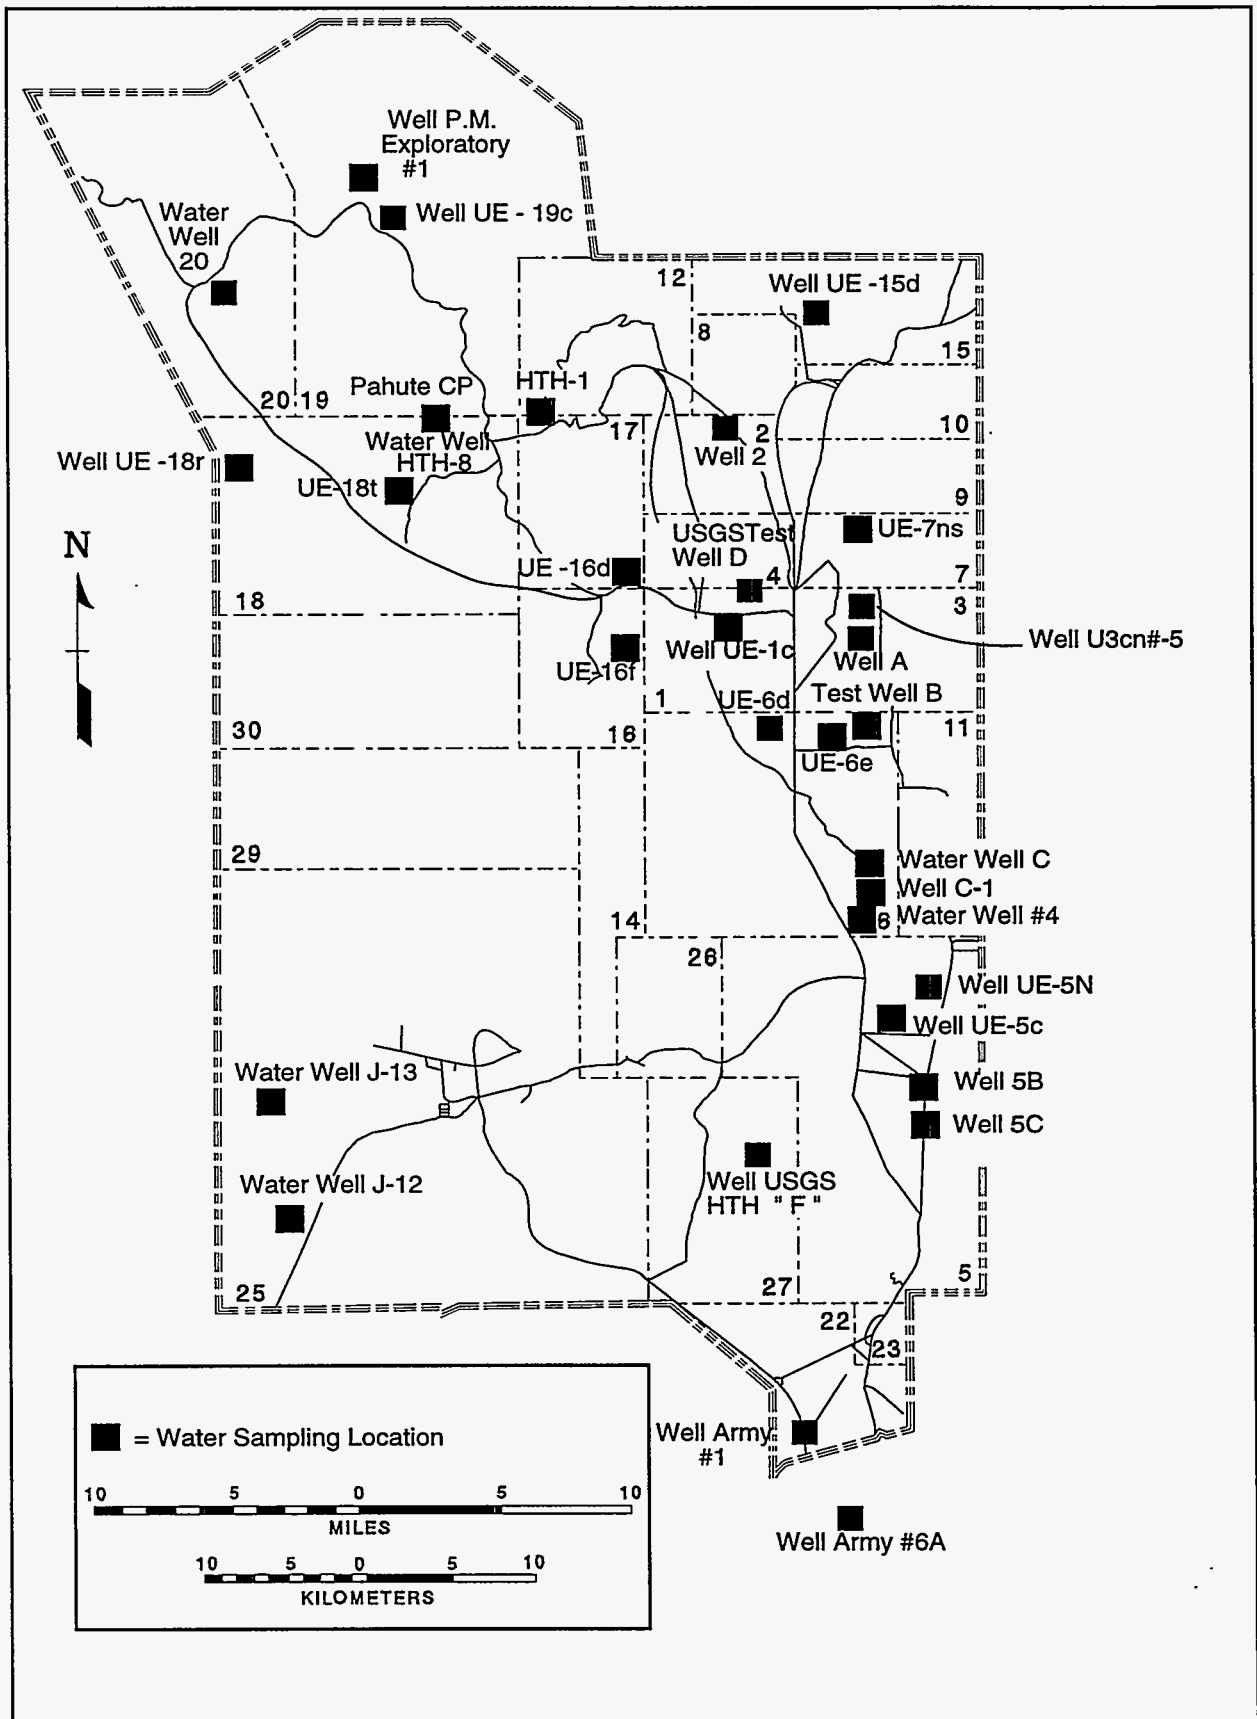 Well P.M.
Exploratory
#1
Well UE - 19c
Water
Well
20
12
Well UE -15d
8
15
Pahute CP
HTH-1
20
19
17
2
10
Water Well
HTH-8
Well 2
Well UE -18r
UE-18t
9
USGSTest
Well D
UE-7ns
N
UE -16d
4
7
18
3
Well U3cn#-5
Well UE-1c
Well A
UE-16f
1
UE-6d
Test Well B
30
16
11
UE-6e
29
Water Well C
Well C-1
14
6
Water Well #4
26
Well UE-5N
Well UE-5c
Water Well J-13
Well 5B
Well 5C
Water Well J-12
Well USGS
HTH " F "
25
27
5
22
23
Well Army
#1
= Water Sampling Location
10 5 0 5 10
MILES
10 5 0 5 10
KILOMETERS
Well Army #6A